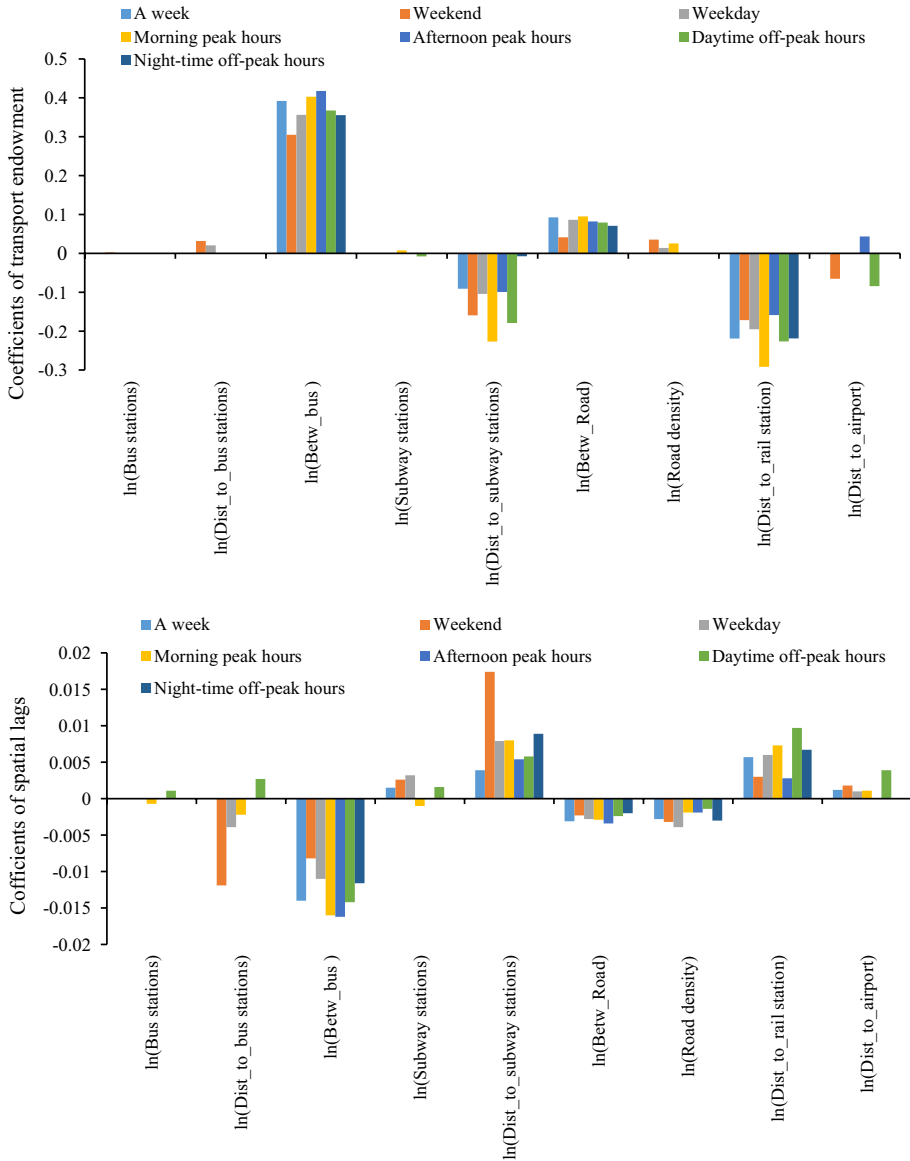 A week Weekend Weekday
Morning peak hours Afternoon peak hours Daytime off-peak hours
Night-time off-peak hours
Coefficients of transport endowment
0.5
0.4
0.3
0.2
0.1
0
-0.1
-0.2
-0.3
ln(Bus stations)
ln(Dist_to_bus stations)
ln(Betw_bus )
ln(Subway stations)
ln(Dist_to_subway stations)
ln(Betw_Road)
ln(Road density)
ln(Dist_to_rail station)
ln(Dist_to_airport)
A week Weekend Weekday
Morning peak hours Afternoon peak hours Daytime off-peak hours
Night-time off-peak hours
Cofficients of spatial lags
0.02
0.015
0.01
0.005
0
-0.005
-0.01
-0.015
-0.02
ln(Bus stations)
ln(Dist_to_bus stations)
ln(Betw_bus )
ln(Subway stations)
ln(Dist_to_subway stations)
ln(Betw_Road)
ln(Road density)
ln(Dist_to_rail station)
ln(Dist_to_airport)